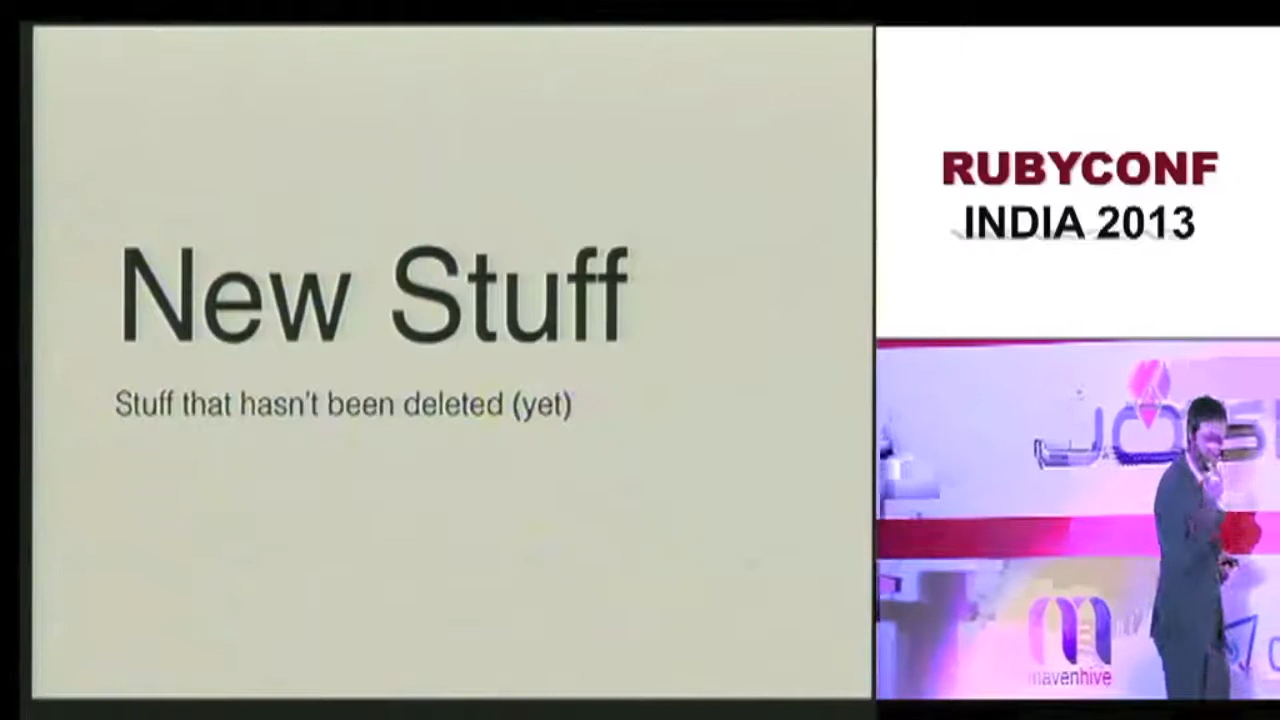 New Stuff
Stuff that hasn't been deleted (yet)
RUBYCONF
INDIA 2013
mavenhive